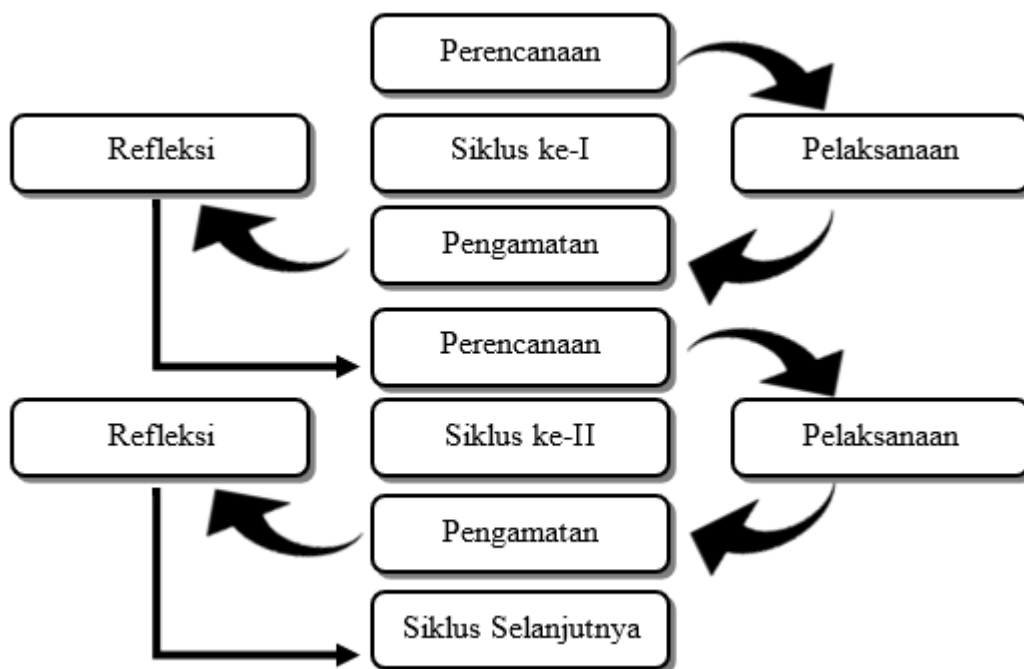 Perencanaan
Refleksi
Siklus ke-I
Pelaksanaan
Pengamatan
Perencanaan
Refleksi
Siklus ke-II
Pelaksanaan
Pengamatan
Siklus Selanjutnya